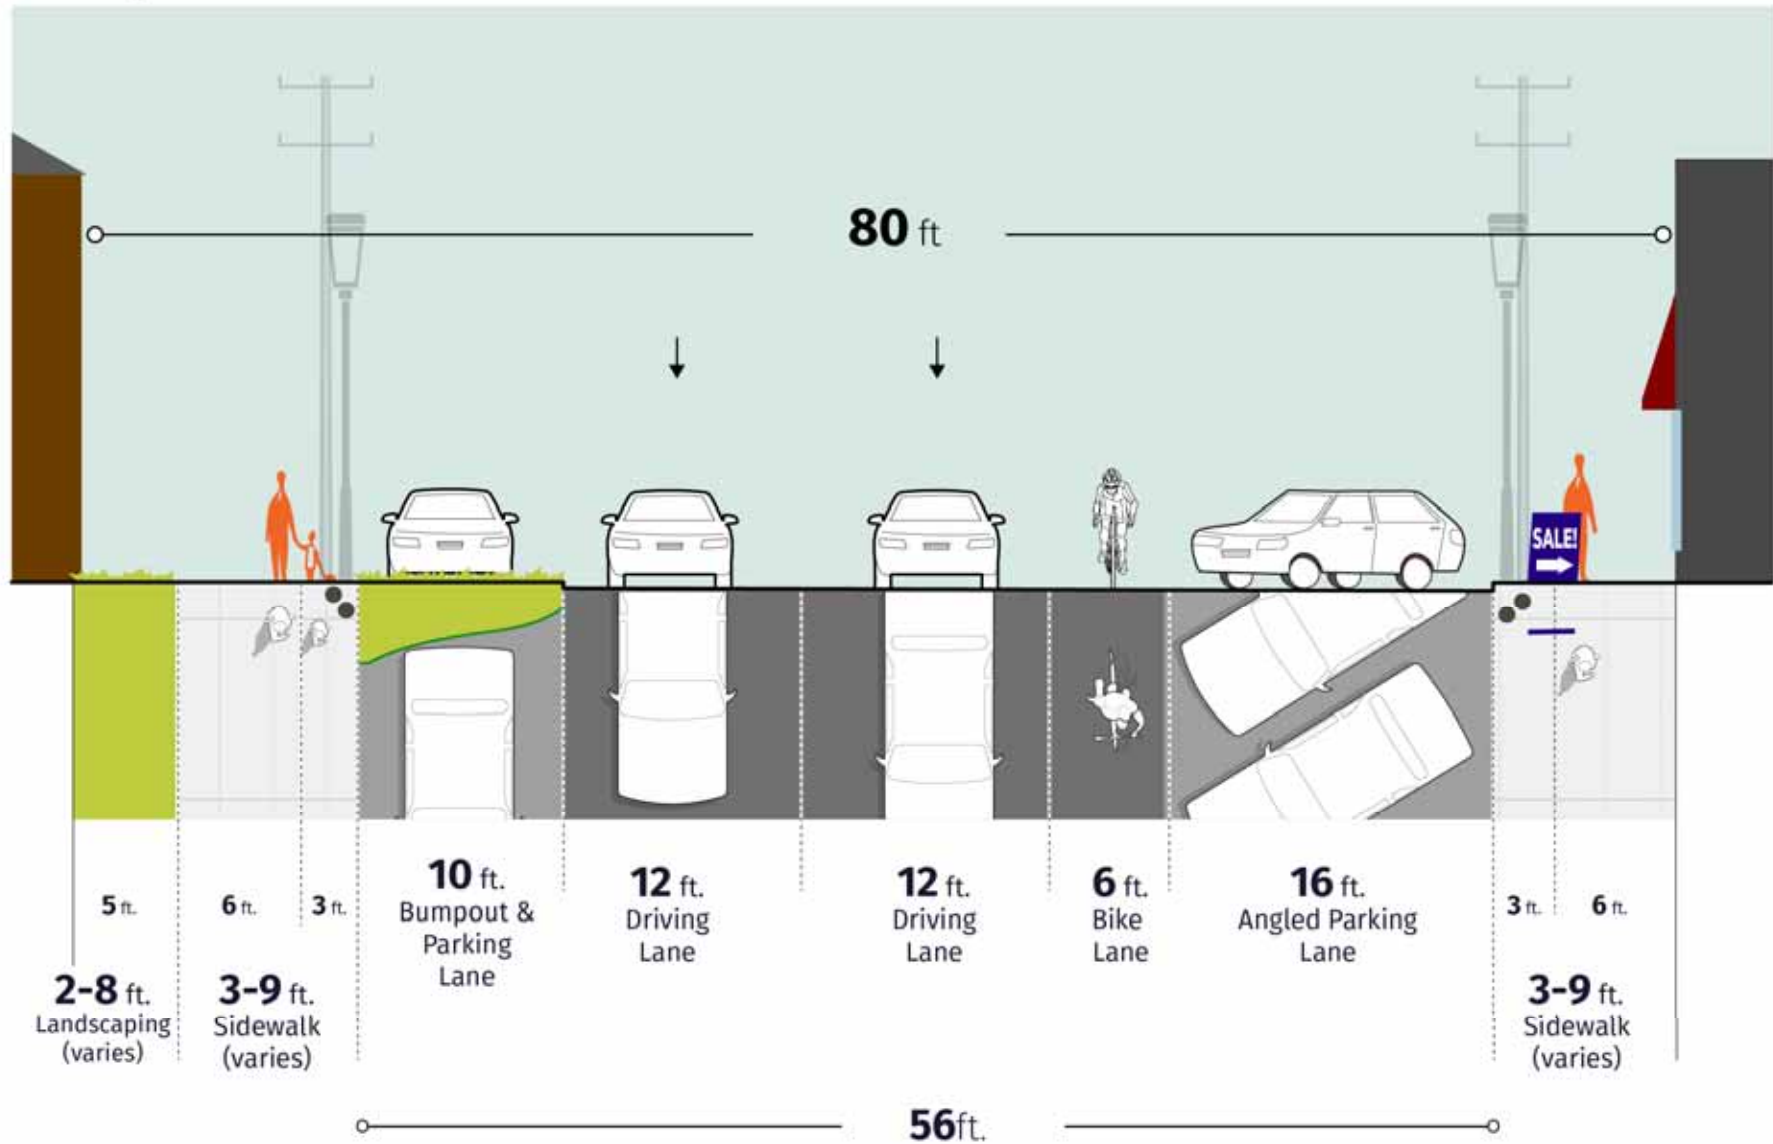 80 ft
SALE!
5 ft.
6 ft.
3 ft.
10 ft.
Bumpout &
Parking
Lane
12 ft.
Driving
Lane
12 ft.
Driving
Lane
6 ft.
Bike
Lane
16 ft.
Angled Parking
Lane
3 ft.
6 ft.
2-8 ft.
Landscaping
(varies)
3-9 ft.
Sidewalk
(varies)
3-9 ft.
Sidewalk
(varies)
56ft.